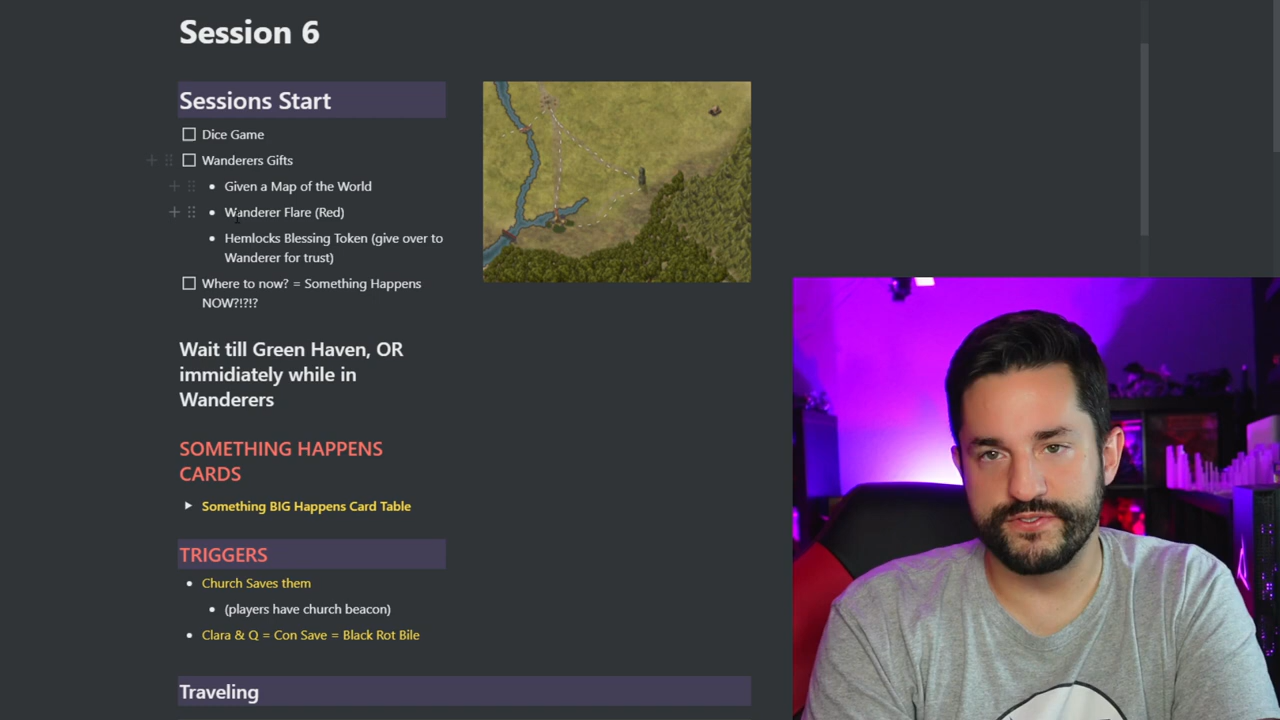 Session 6
Sessions Start
Dice Game
Wanderers Gifts
Given a Map of the World
Wanderer Flare (Red)
Hemlocks Blessing Token (give over to
Wanderer for trust)
Where to now? = Something Happens
NOW?!?!?
Wait till Green Haven, OR
immidiately while in
Wanderers
SOMETHING HAPPENS
CARDS
Something BIG Happens Card Table
TRIGGERS
Church Saves them
(players have church beacon)
Clara & Q = Con Save = Black Rot Bile
Traveling